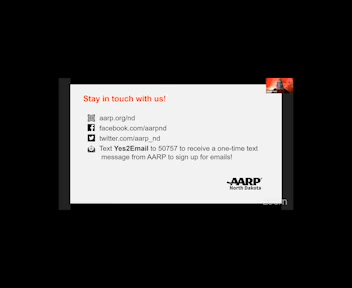 Stay in touch with us!
aarp.org/nd
facebook.com/aarpnd
twitter.com/aarp_nd
Text Yes2Email to 50757 to receive a one-time text
message from AARP to sign up for emails!
AARP
North Dakota
zoom